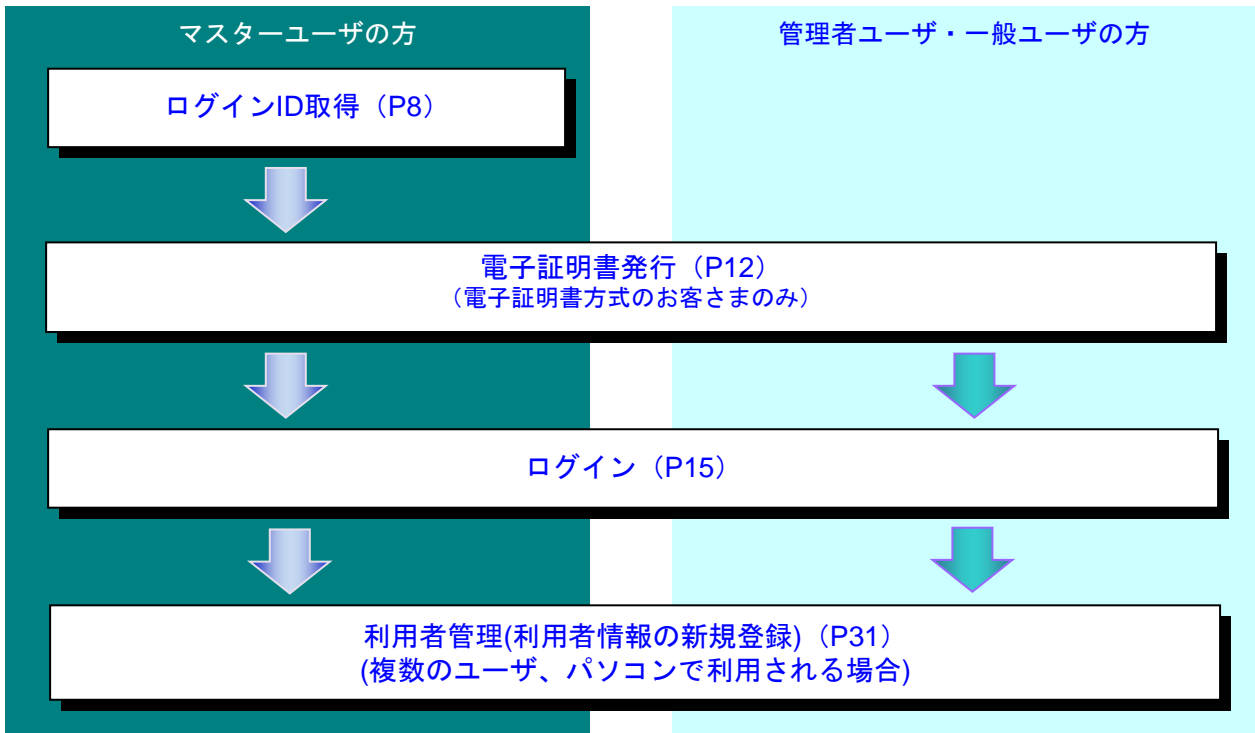 マスターユーザの方
管理者ユーザ・一般ユーザの方
ログインID取得（P8）
電子証明書発行（P12）
（電子証明書方式のお客さまのみ）
ログイン（P15）
利用者管理(利用者情報の新規登録)（P31）
(複数のユーザ、パソコンで利用される場合)